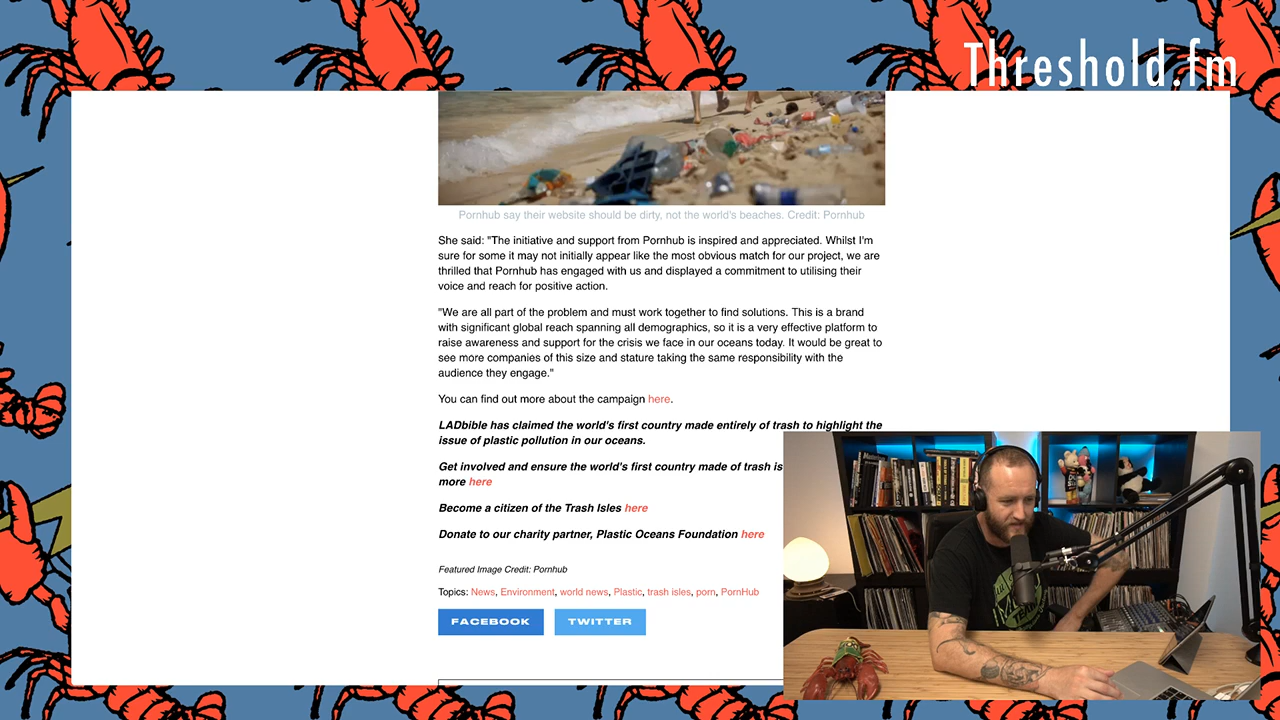 Threshold.fm
Pornhub say their website should be dirty, not the world's beaches. Credit: Pornhub
She said: "The initiative and support from Pornhub is inspired and appreciated. Whilst I'm
sure for some it may not initially appear like the most obvious match for our project, we are
thrilled that Pornhub has engaged with us and displayed a commitment to utilising their
voice and reach for positive action.
"We are all part of the problem and must work together to find solutions. This is a brand
with significant global reach spanning all demographics, so it is a very effective platform to
raise awareness and support for the crisis we face in our oceans today. It would be great to
see more companies of this size and stature taking the same responsibility with the
audience they engage."
You can find out more about the campaign here.
LADbible has claimed the world's first country made entirely of trash to highlight the
issue of plastic pollution in our oceans.
Get involved and ensure the world's first country made of trash is
more here
Become a citizen of the Trash Isles here
Donate to our charity partner, Plastic Oceans Foundation here
Featured Image Credit: Pornhub
Topics: News, Environment, world news, Plastic, trash isles, porn, PornHub
FACEBOOK TWITTER